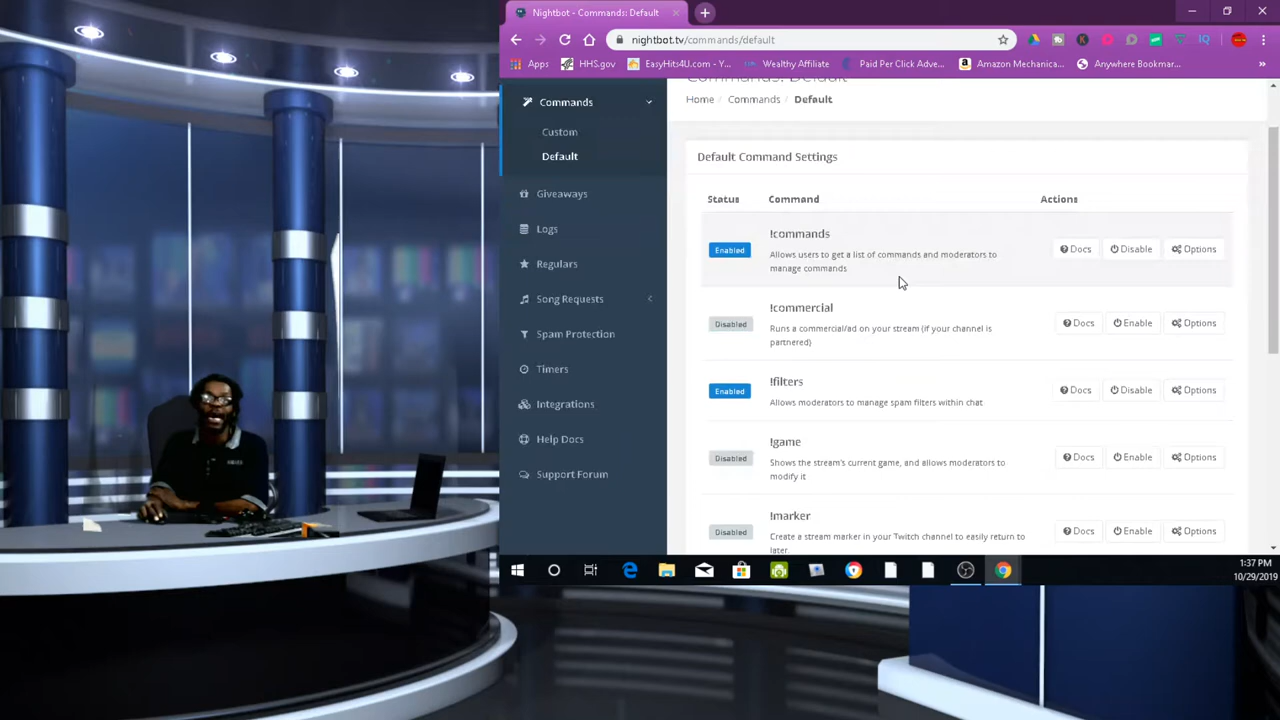 Nightbot - Commands: Default
nightbot.tv/commands/default
Apps
HHS.gov
EasyHits4U.com - Y...
Wealthy Affiliate
Paid Per Click Adve...
Amazon Mechanica...
Anywhere Bookmar...
Commands: Default
Home / Commands / Default
Commands
Custom
Default
Giveaways
Logs
Regulars
Song Requests
Spam Protection
Timers
Integrations
Help Docs
Support Forum
Default Command Settings
Status Command Actions
!commands
Enabled
Allows users to get a list of commands and moderators to
manage commands
Docs Disable Options
!commercial
Disabled
Runs a commercial/ad on your stream (if your channel is
partnered)
Docs Enable Options
!filters
Enabled
Allows moderators to manage spam filters within chat
Docs Disable Options
!game
Disabled
Shows the stream's current game, and allows moderators to
modify it
Docs Enable Options
!marker
Disabled
Create a stream marker in your Twitch channel to easily return to
later.
Docs Enable Options
1:37 PM
10/29/2019